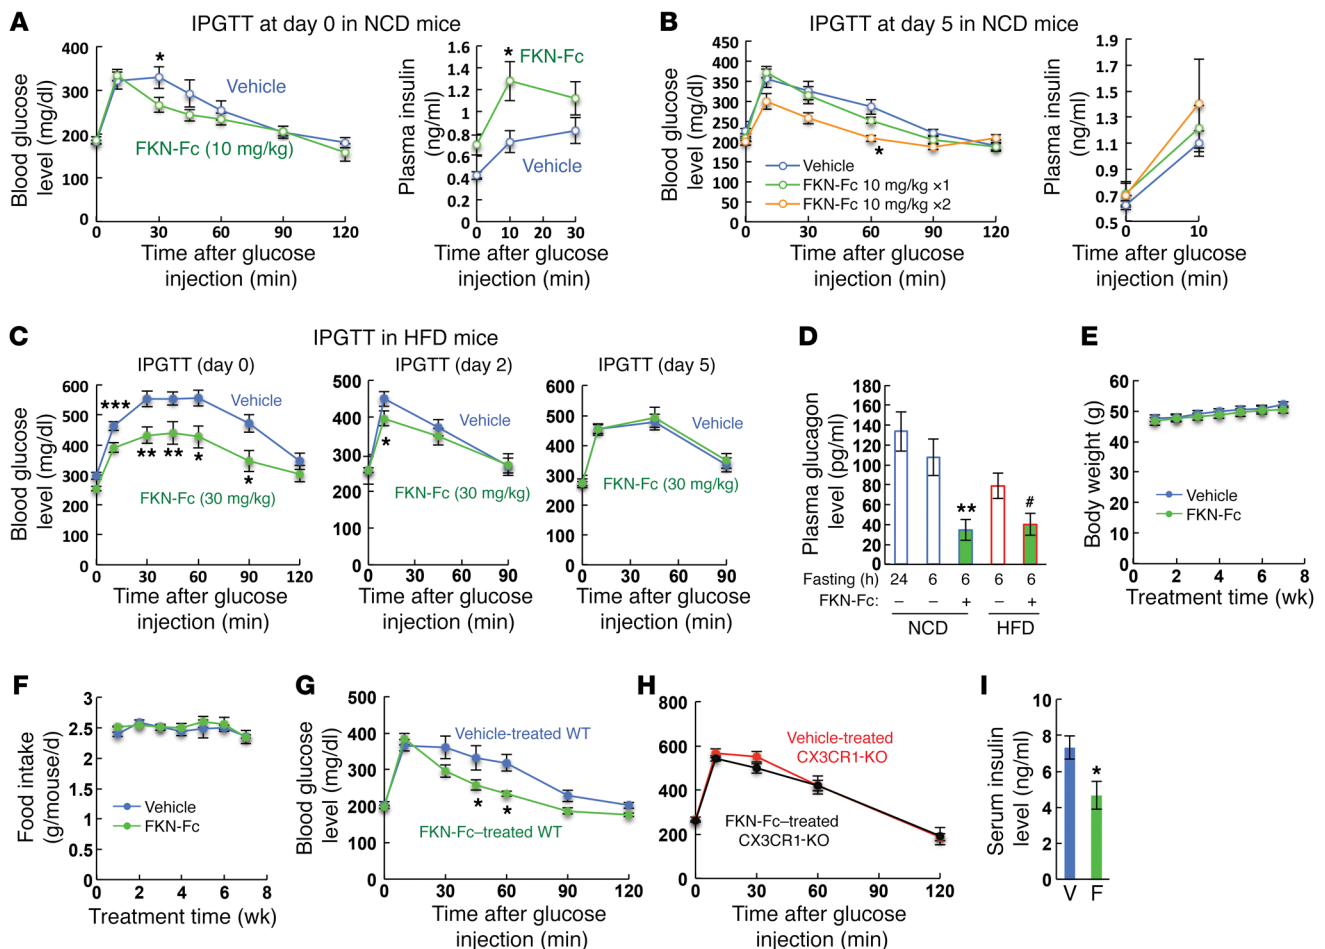 A
IPGTT at day 0 in NCD mice
Blood glucose
level (mg/dl)
400
300
200
100
0
*
Vehicle
FKN-Fc (10 mg/kg)
0 30 60 90 120
Time after glucose
injection (min)
Plasma insulin
(ng/ml)
1.6
1.4
1.2
1
0.8
0.6
0.4
0.2
0
*
FKN-Fc
Vehicle
0 10 20 30
Time after glucose
injection (min)
B
IPGTT at day 5 in NCD mice
Blood glucose
level (mg/dl)
450
400
350
300
250
200
150
100
50
0
*
Vehicle
FKN-Fc 10 mg/kg ×1
FKN-Fc 10 mg/kg ×2
0 30 60 90 120
Time after glucose
injection (min)
Plasma insulin
(ng/ml)
1.9
1.7
1.5
1.3
1.1
0.9
0.7
0.5
0 10
Time after glucose
injection (min)
C
IPGTT in HFD mice
IPGTT (day 0)
Blood glucose
level (mg/dl)
600
500
400
300
200
100
0
***
Vehicle
** ** *
*
FKN-Fc (30 mg/kg)
0 30 60 90 120
Time after glucose
injection (min)
IPGTT (day 2)
500
400
300
200
100
0
Vehicle
*
FKN-Fc (30 mg/kg)
0 30 60 90
Time after glucose
injection (min)
IPGTT (day 5)
600
500
400
300
200
100
0
Vehicle
FKN-Fc (30 mg/kg)
0 30 60 90
Time after glucose
injection (min)
D
Plasma glucagon
level (pg/ml)
180
160
140
120
100
80
60
40
20
0
**
#
Fasting (h) 24 6 6 6 6
FKN-Fc: – – + – +
NCD HFD
E
Body weight (g)
60
50
40
30
20
10
0
Vehicle
FKN-Fc
0 2 4 6 8
Treatment time (wk)
F
Food intake
(g/mouse/d)
3
2.5
2
1.5
1
0.5
0
Vehicle
FKN-Fc
0 2 4 6 8
Treatment time (wk)
G
Blood glucose
level (mg/dl)
500
400
300
200
100
0
Vehicle-treated WT
* *
FKN-Fc–treated WT
0 30 60 90 120
Time after glucose
injection (min)
H
800
600
400
200
0
Vehicle-treated
CX3CR1-KO
FKN-Fc–treated
CX3CR1-KO
0 30 60 90 120
Time after glucose
injection (min)
I
Serum insulin
level (ng/ml)
10
8
6
4
2
0
*
V F